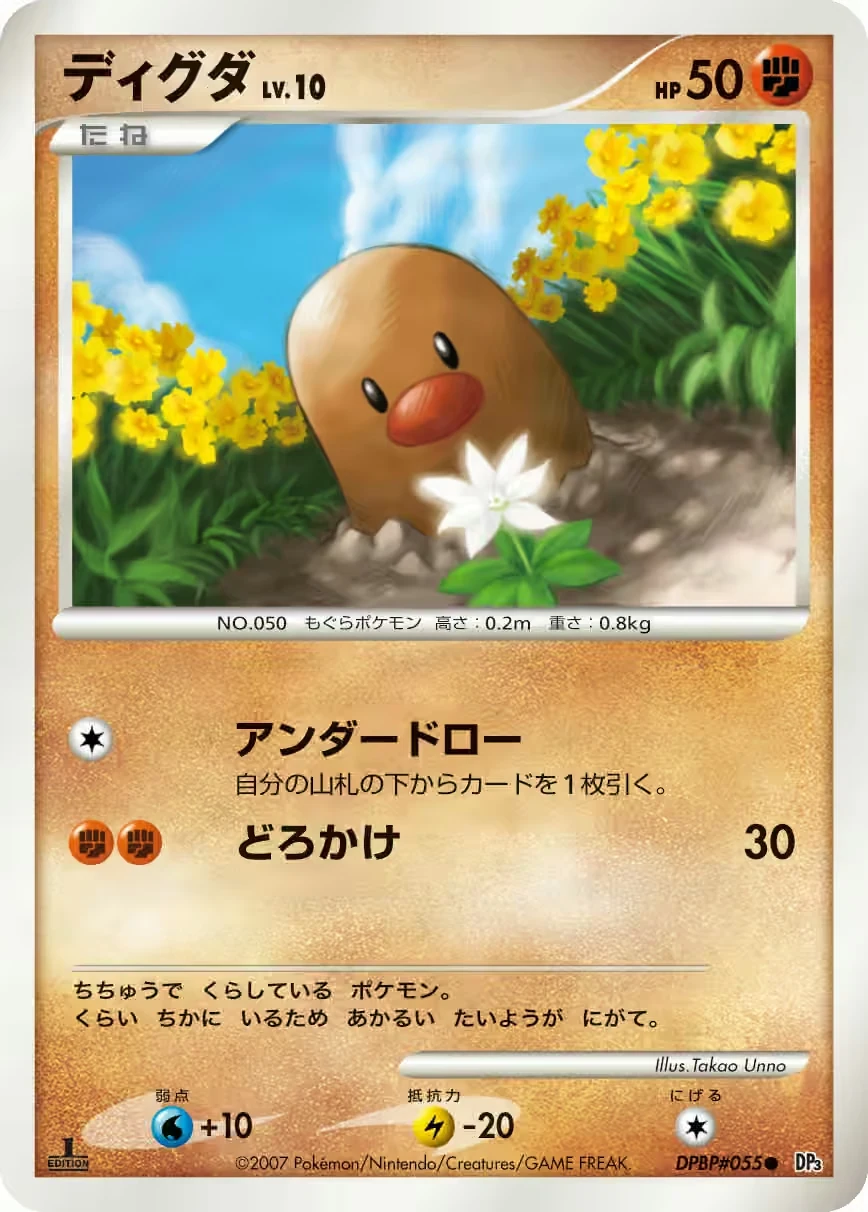 ディグダ LV.10 HP 50
たね
NO.050 もぐらポケモン 高さ：0.2m 重さ：0.8kg
アンダードロー
自分の山札の下からカードを1枚引く。
どろかけ 30
ちちゅうで くらしている ポケモン。
くらい ちかに いるため あかるい たいようが にがて。
Illus.Takao Unno
弱点 抵抗力 にげる
+10 -20
1 EDITION ©2007 Pokémon/Nintendo/Creatures/GAME FREAK. DPBP#055● DP3